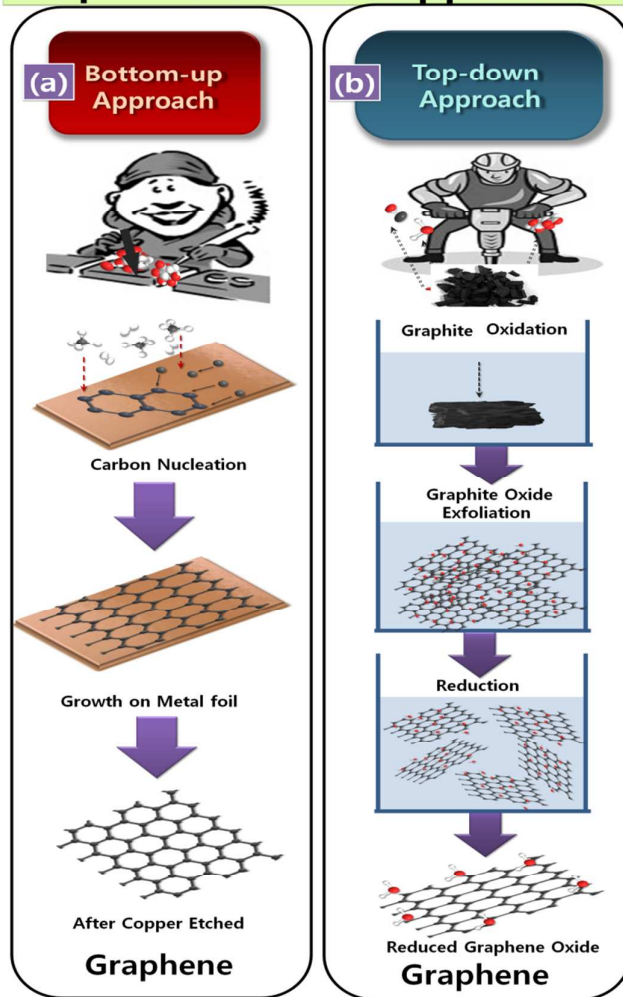 (a)
Bottom-up
Approach
Carbon Nucleation
Growth on Metal foil
After Copper Etched
Graphene
(b)
Top-down
Approach
Graphite Oxidation
Graphite Oxide
Exfoliation
Reduction
Reduced Graphene Oxide
Graphene